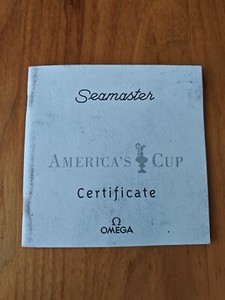 Seamaster
AMERICA'S CUP
Certificate
Ω
OMEGA